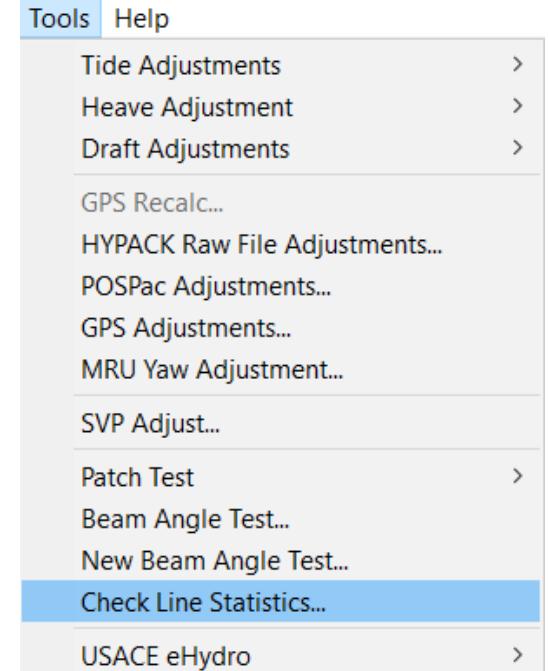 Tools Help
Tide Adjustments
Heave Adjustment
Draft Adjustments
GPS Recalc...
HYPACK Raw File Adjustments...
POSPac Adjustments...
GPS Adjustments...
MRU Yaw Adjustment...
SVP Adjust...
Patch Test
Beam Angle Test...
New Beam Angle Test...
Check Line Statistics...
USACE eHydro